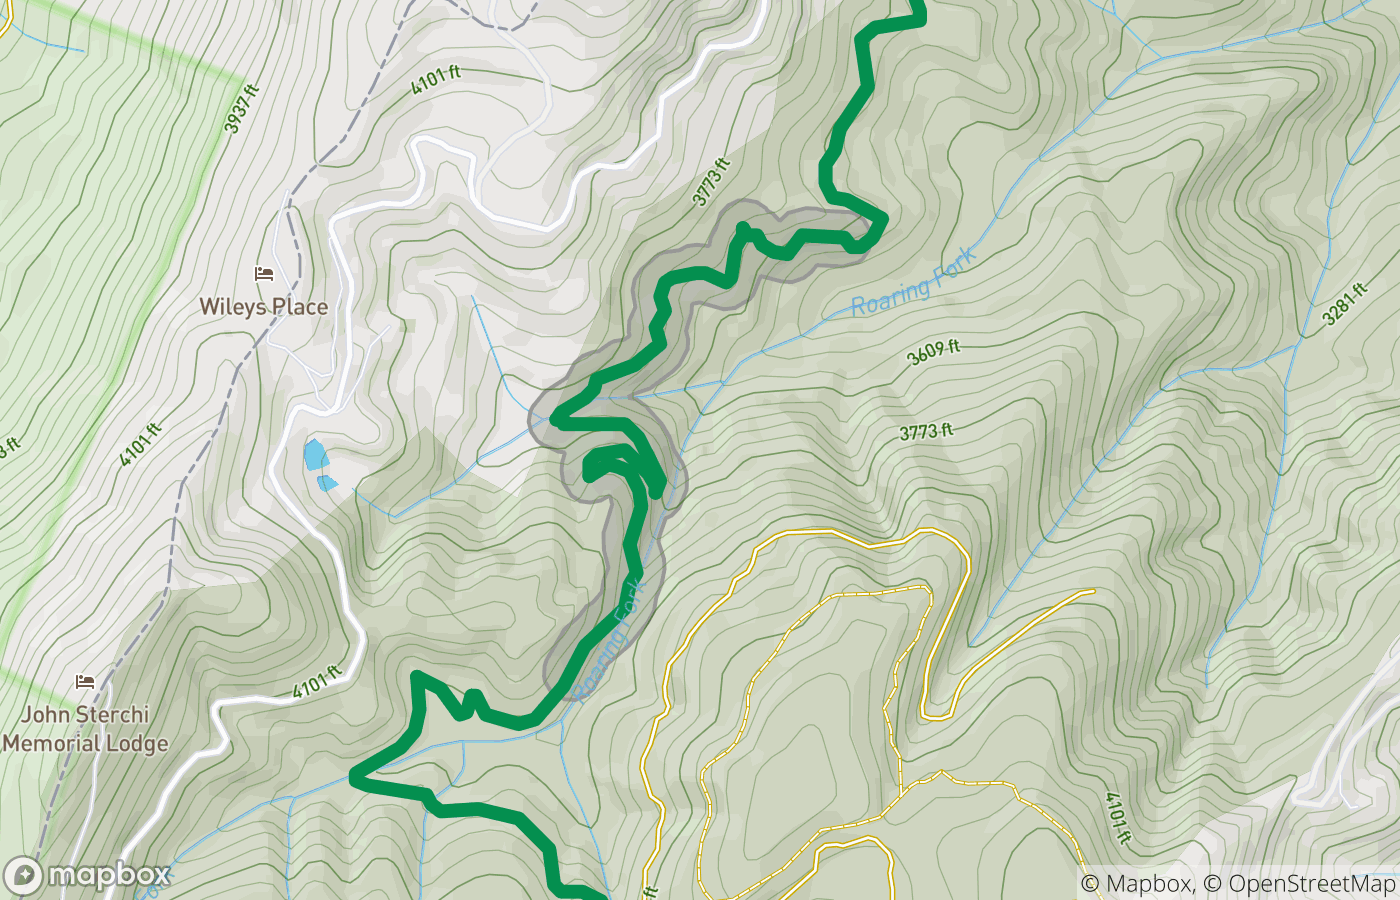 4101 ft
3937 ft
3773 ft
Roaring Fork
Wileys Place
3281 ft
3609 ft
3773 ft
4101 ft
Roaring Fork
John Sterchi
Memorial Lodge
4101 ft
4101 ft
mapbox
© Mapbox, © OpenStreetMap